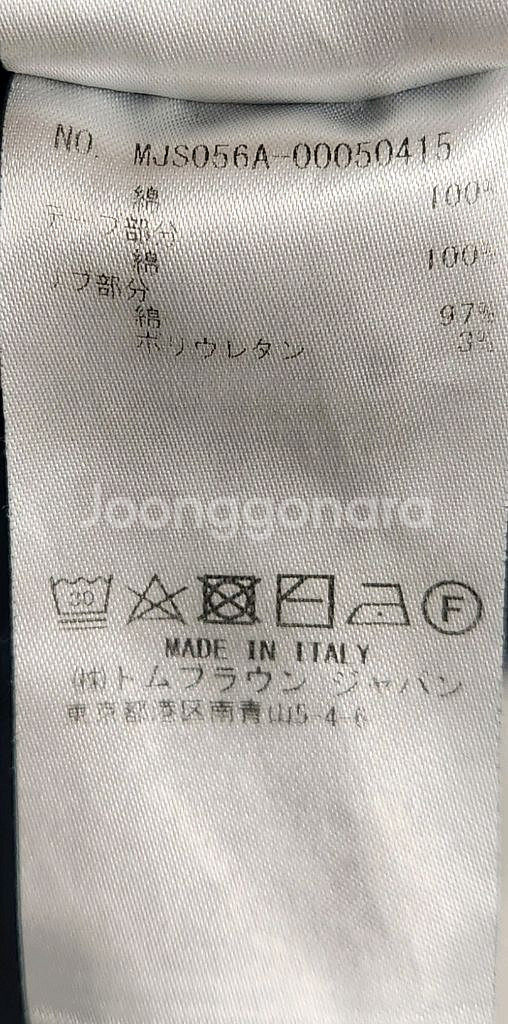 NO. MJS056A-00050415
綿 100%
テープ部分
綿 100%
リブ部分
綿 97%
ポリウレタン 3%
Joonggonara
30
F
MADE IN ITALY
(株)トムブラウン ジャパン
東京都港区南青山5-4-6